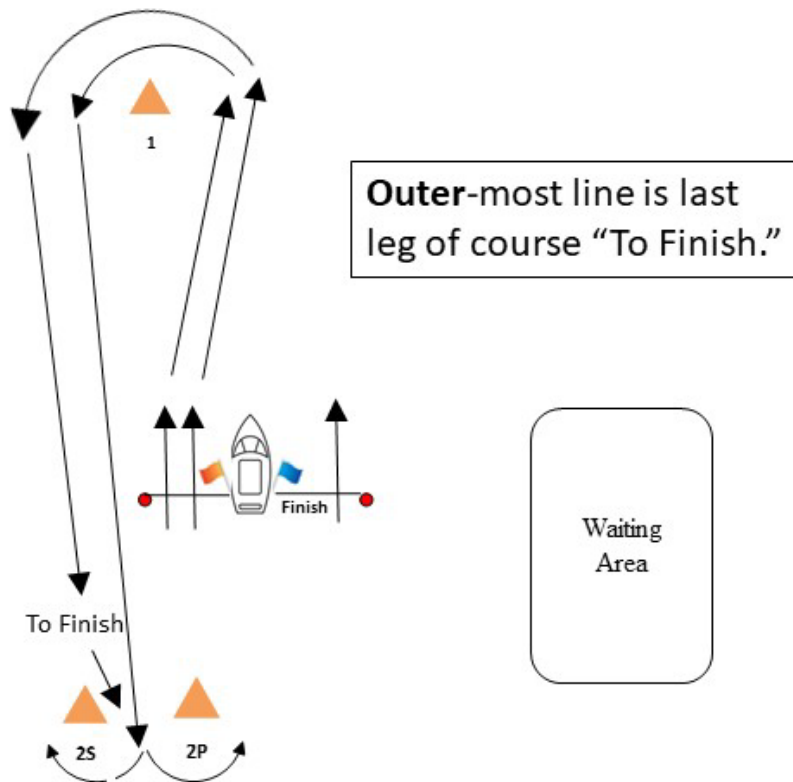 1
Outer-most line is last
leg of course “To Finish.”
Finish
Waiting
Area
To Finish
2S
2P